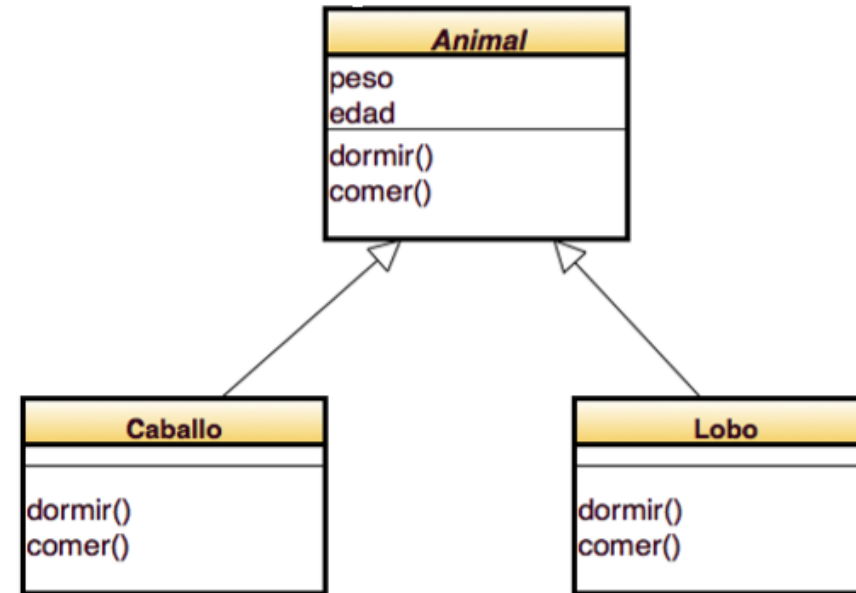 Animal
peso
edad
dormir()
comer()
Caballo
dormir()
comer()
Lobo
dormir()
comer()